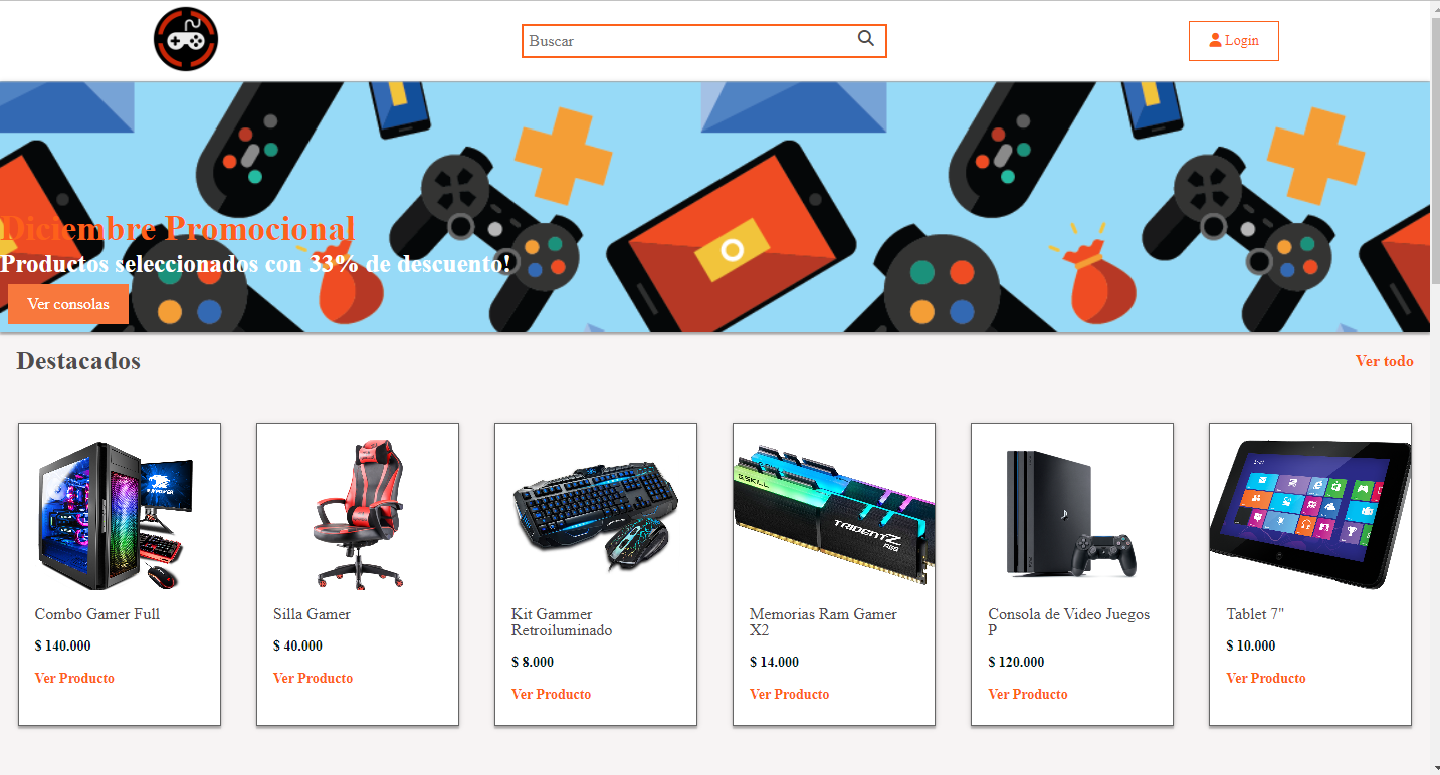 Buscar
Login
Diciembre Promocional
Productos seleccionados con 33% de descuento!
Ver consolas
Destacados
Ver todo
G.SKILL
TRIDENT Z
RGB
Combo Gamer Full
$ 140.000
Ver Producto
Silla Gamer
$ 40.000
Ver Producto
Kit Gammer
Retroiluminado
$ 8.000
Ver Producto
Memorias Ram Gamer
X2
$ 14.000
Ver Producto
Consola de Video Juegos
P
$ 120.000
Ver Producto
Tablet 7"
$ 10.000
Ver Producto